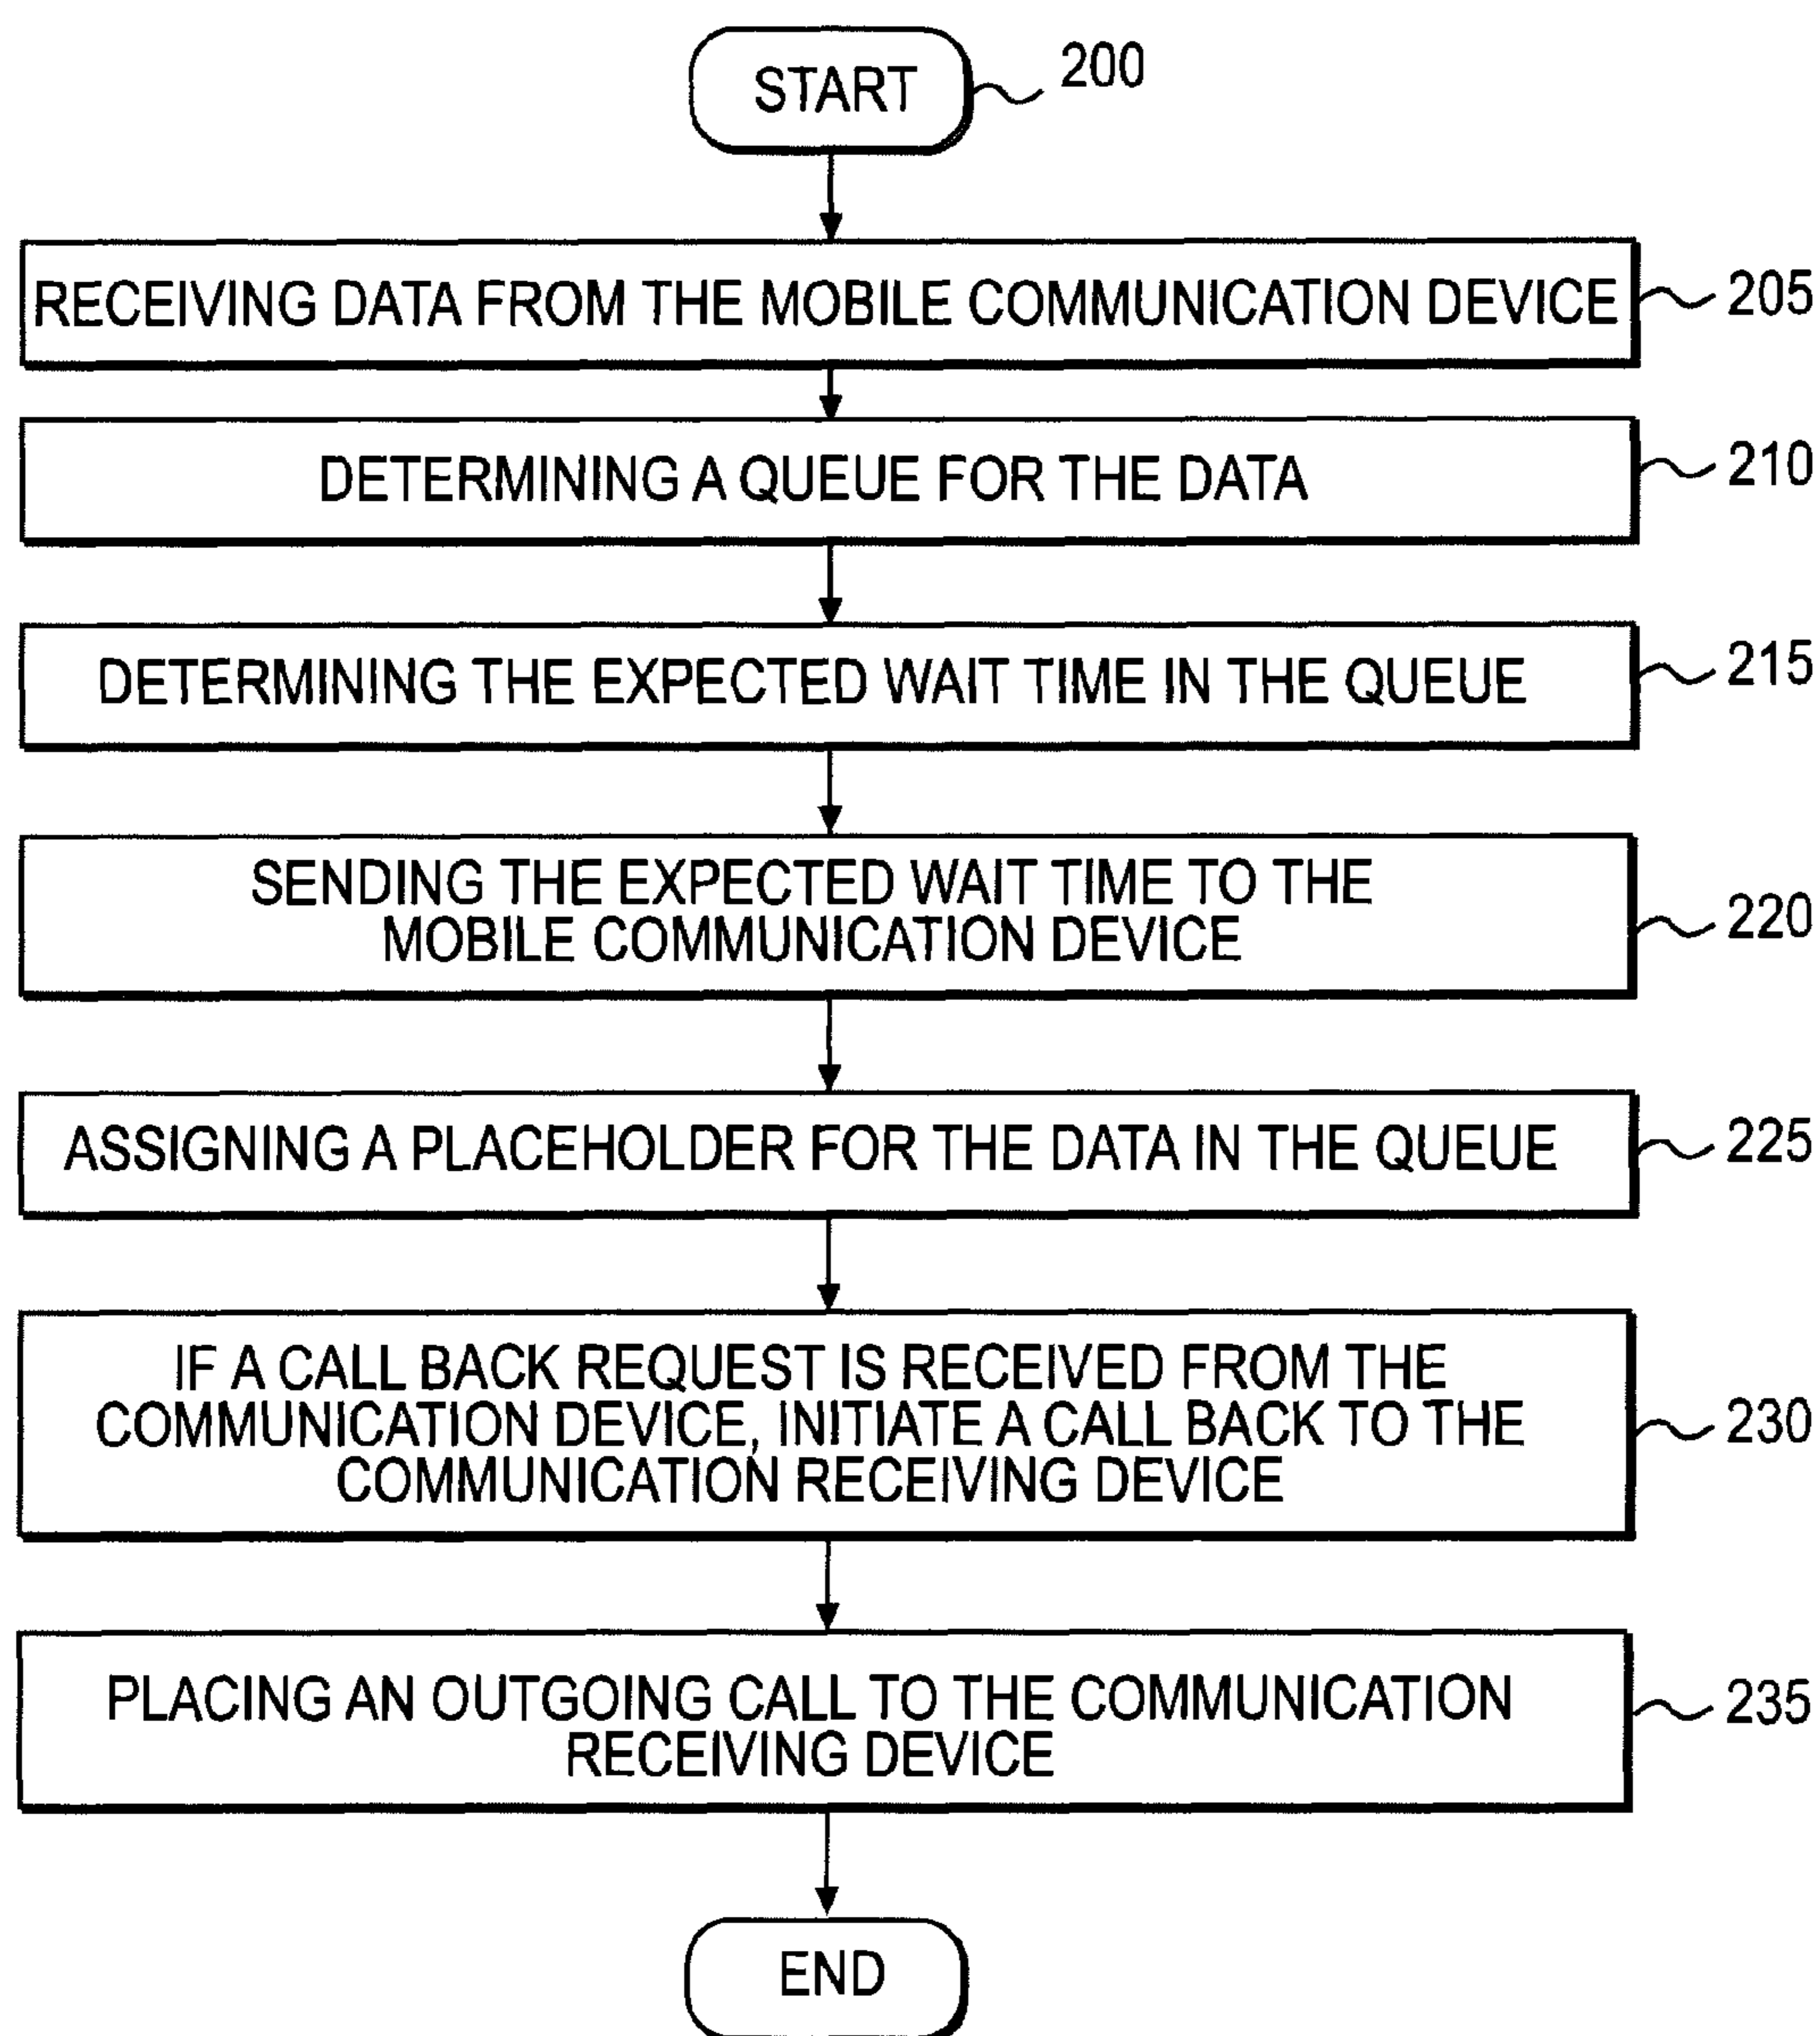 START
200
RECEIVING DATA FROM THE MOBILE COMMUNICATION DEVICE
205
DETERMINING A QUEUE FOR THE DATA
210
DETERMINING THE EXPECTED WAIT TIME IN THE QUEUE
215
SENDING THE EXPECTED WAIT TIME TO THE
MOBILE COMMUNICATION DEVICE
220
ASSIGNING A PLACEHOLDER FOR THE DATA IN THE QUEUE
225
IF A CALL BACK REQUEST IS RECEIVED FROM THE
COMMUNICATION DEVICE, INITIATE A CALL BACK TO THE
COMMUNICATION RECEIVING DEVICE
230
PLACING AN OUTGOING CALL TO THE COMMUNICATION
RECEIVING DEVICE
235
END